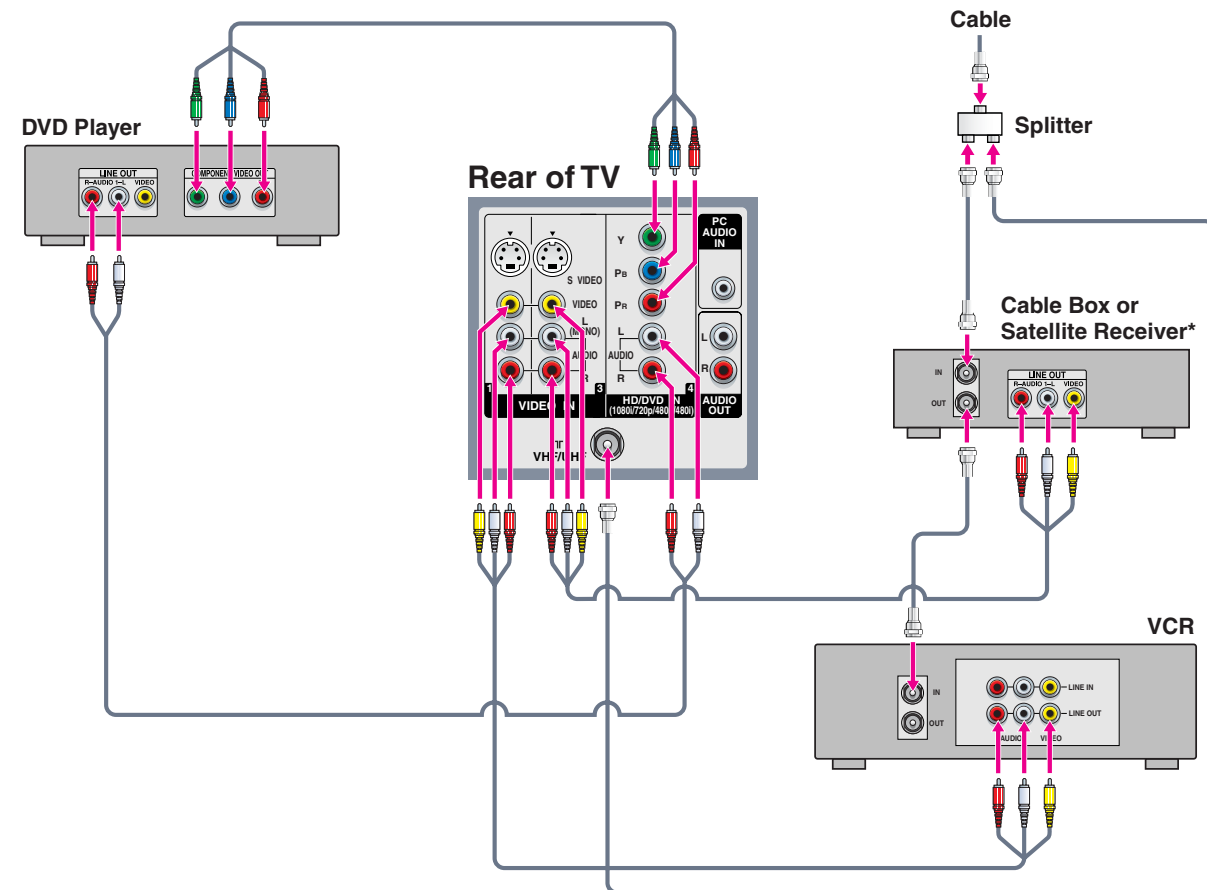 Cable
Splitter
DVD Player
LINE OUT
R–AUDIO 1–L VIDEO
COMPONENT VIDEO OUT
Rear of TV
S VIDEO
VIDEO
L
(MONO)
AUDIO
R
1
VIDEO IN
3
Y
PB
PR
L
AUDIO
R
HD/DVD IN
4
(1080i/720p/480p/480i)
PC
AUDIO
IN
L
R
AUDIO
OUT
VHF/UHF
Cable Box or
Satellite Receiver*
IN
OUT
LINE OUT
R–AUDIO 1–L VIDEO
VCR
IN
OUT
LINE IN
LINE OUT
AUDIO VIDEO